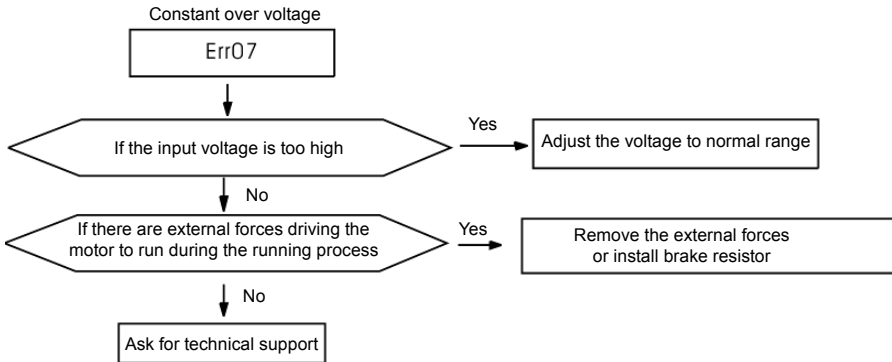 Constant over voltage
Err07
If the input voltage is too high
Yes
Adjust the voltage to normal range
No
If there are external forces driving the
motor to run during the running process
Yes
Remove the external forces
or install brake resistor
No
Ask for technical support